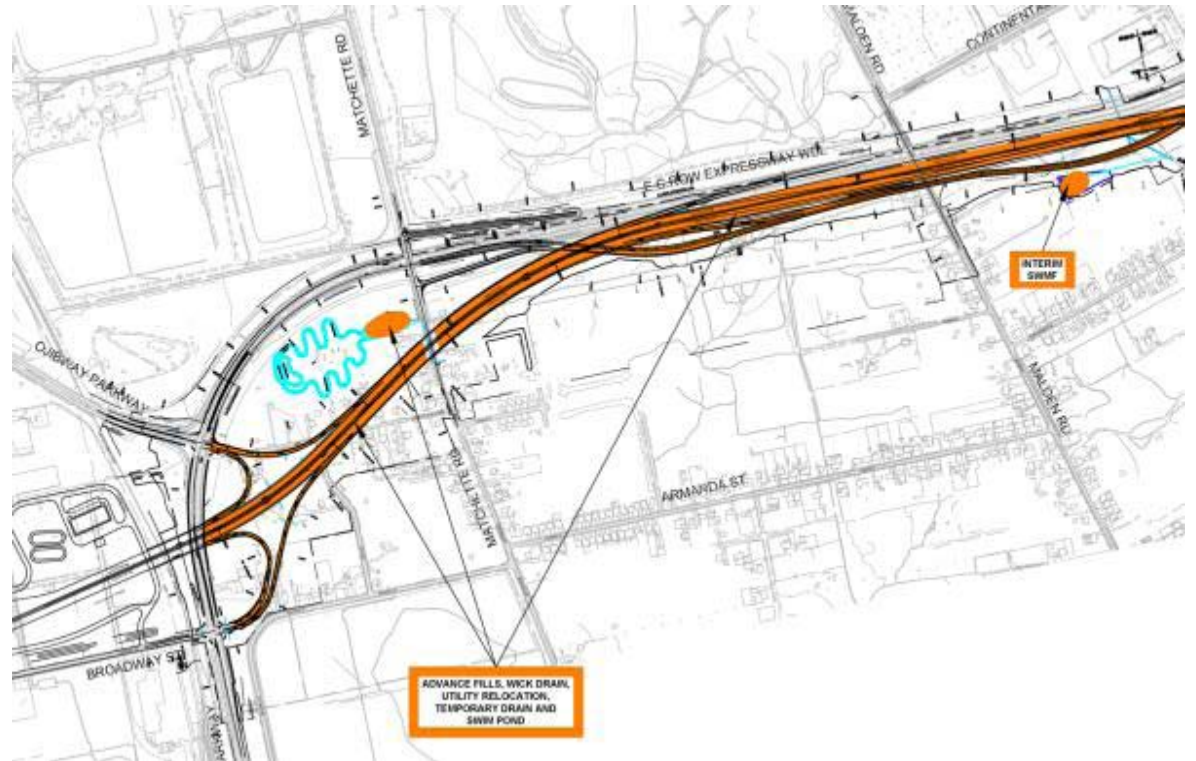 MATCHETTE RD
MALDEN RD
CONTINENTAL
E.C.ROW EXPRESSWAY
INTERIM
SWMF
OJIBWAY PARKWAY
MALDEN RD
MATCHETTE RD
ARMANDA ST
BROADWAY ST
ADVANCE FILLS, WICK DRAIN,
UTILITY RELOCATION,
TEMPORARY DRAIN AND
SWM POND